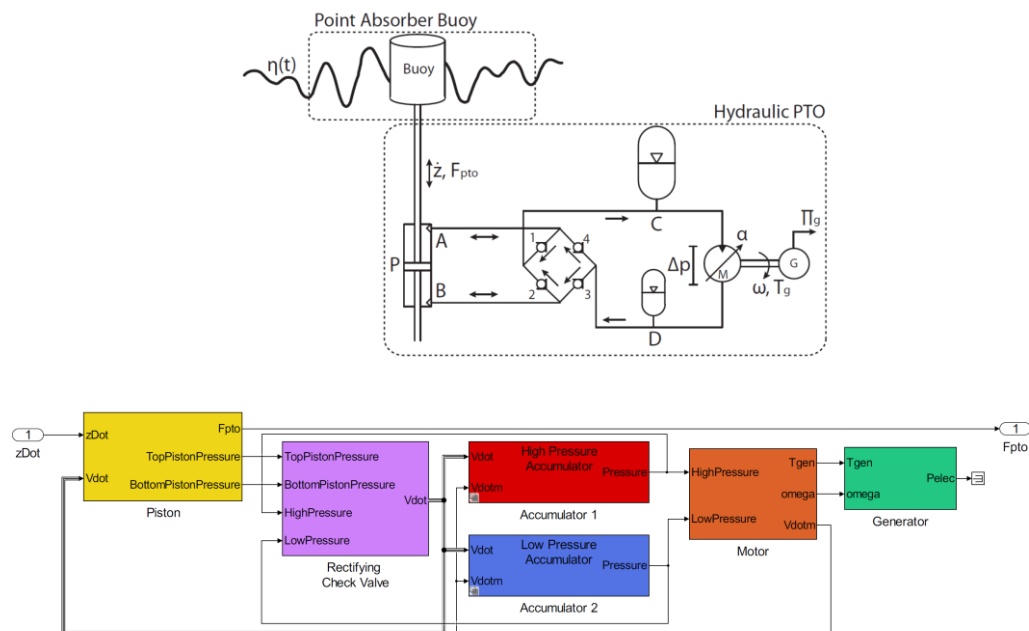 Point Absorber Buoy
η(t)
Buoy
Hydraulic PTO
ż, Fpto
A
P
B
1
4
2
3
C
Δp
α
M
G
Πg
ω, Tg
D
1
zDot
zDot
Vdot
Fpto
TopPistonPressure
BottomPistonPressure
Piston
TopPistonPressure
BottomPistonPressure
HighPressure
LowPressure
Vdot
Rectifying
Check Valve
Vdot
High Pressure
Accumulator
Pressure
Vdotm
Accumulator 1
Vdot
Low Pressure
Accumulator
Pressure
Vdotm
Accumulator 2
HighPressure
LowPressure
Tgen
omega
Vdotm
Motor
Tgen
omega
Pelec
Generator
1
Fpto